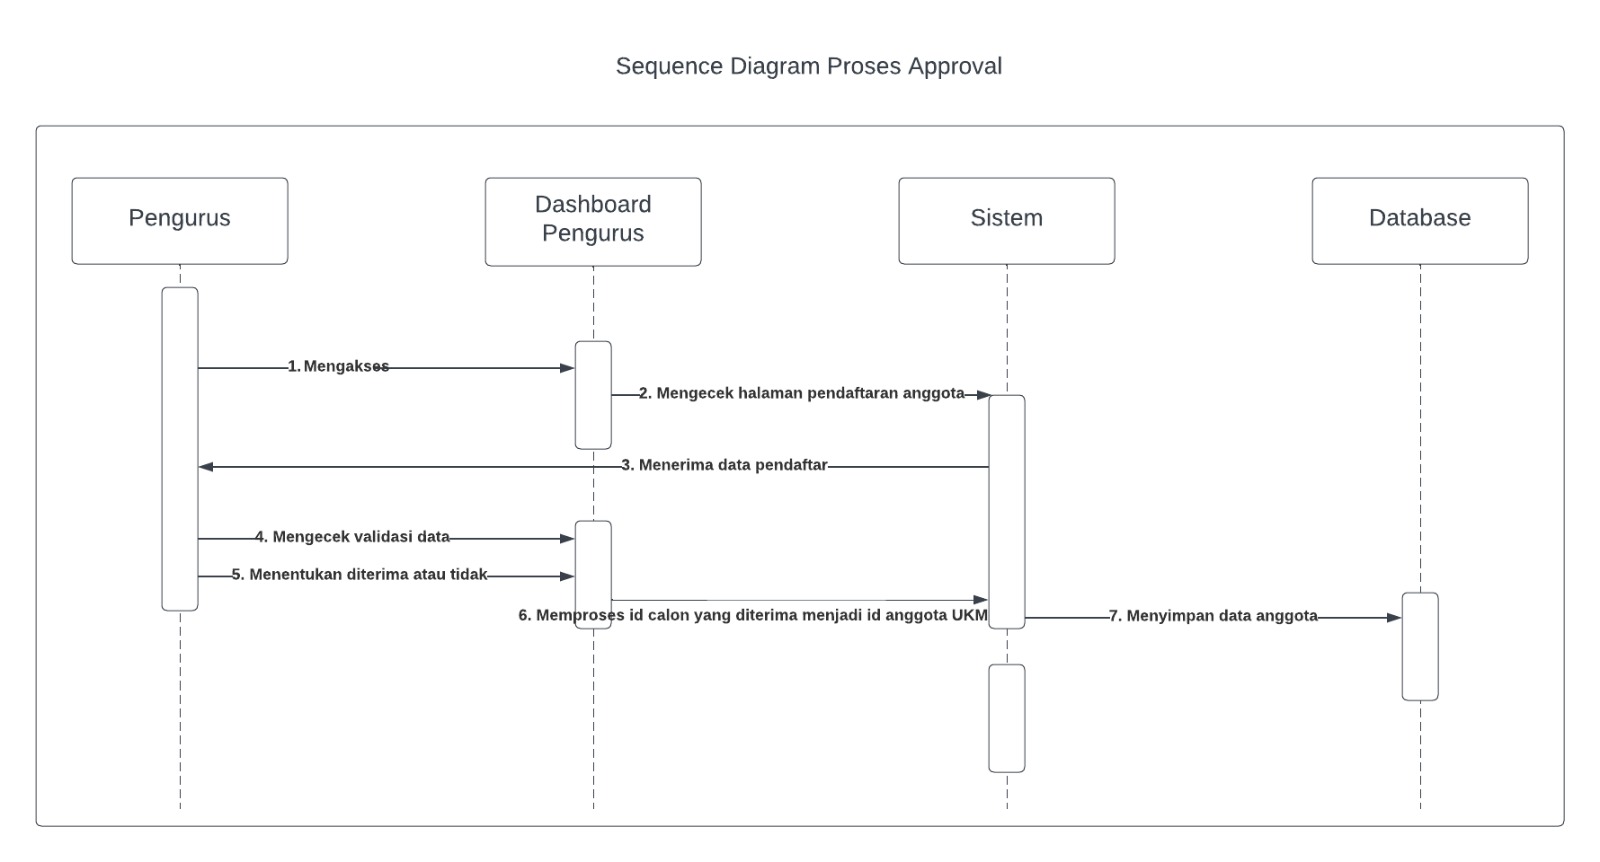 Sequence Diagram Proses Approval
Pengurus
Dashboard
Pengurus
Sistem
Database
1. Mengakses
2. Mengecek halaman pendaftaran anggota
3. Menerima data pendaftar
4. Mengecek validasi data
5. Menentukan diterima atau tidak
6. Memproses id calon yang diterima menjadi id anggota UKM
7. Menyimpan data anggota